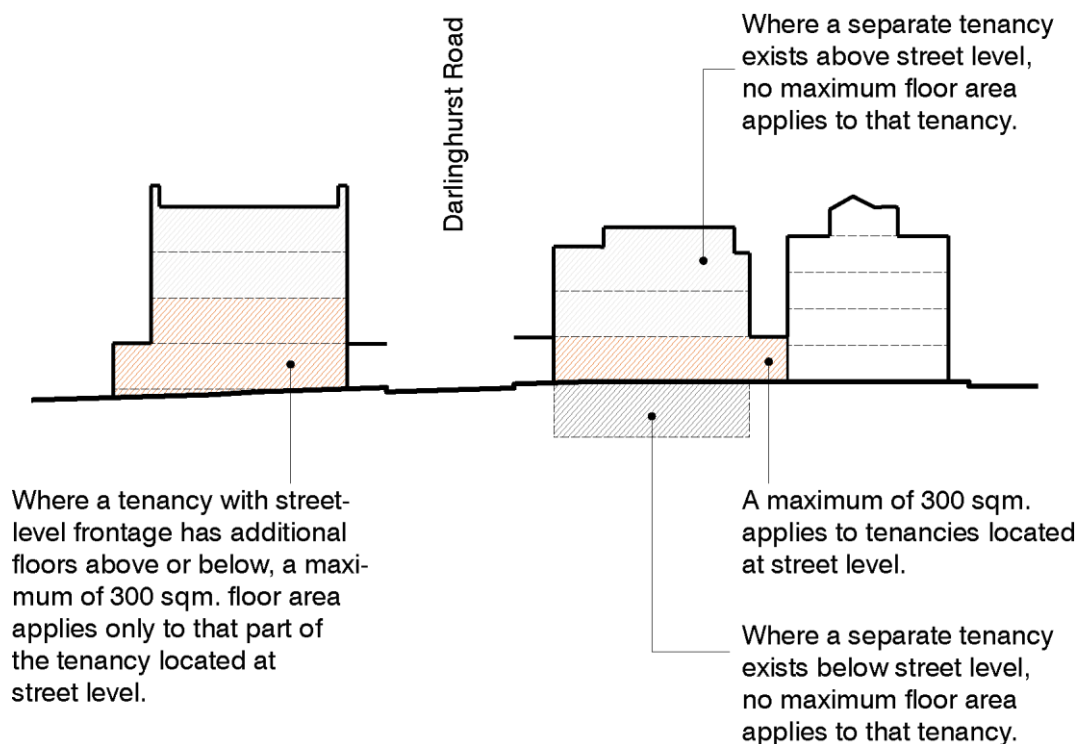 Darlinghurst Road
Where a separate tenancy
exists above street level,
no maximum floor area
applies to that tenancy.
Where a tenancy with street-
level frontage has additional
floors above or below, a maxi-
mum of 300 sqm. floor area
applies only to that part of
the tenancy located at
street level.
A maximum of 300 sqm.
applies to tenancies located
at street level.
Where a separate tenancy
exists below street level,
no maximum floor area
applies to that tenancy.